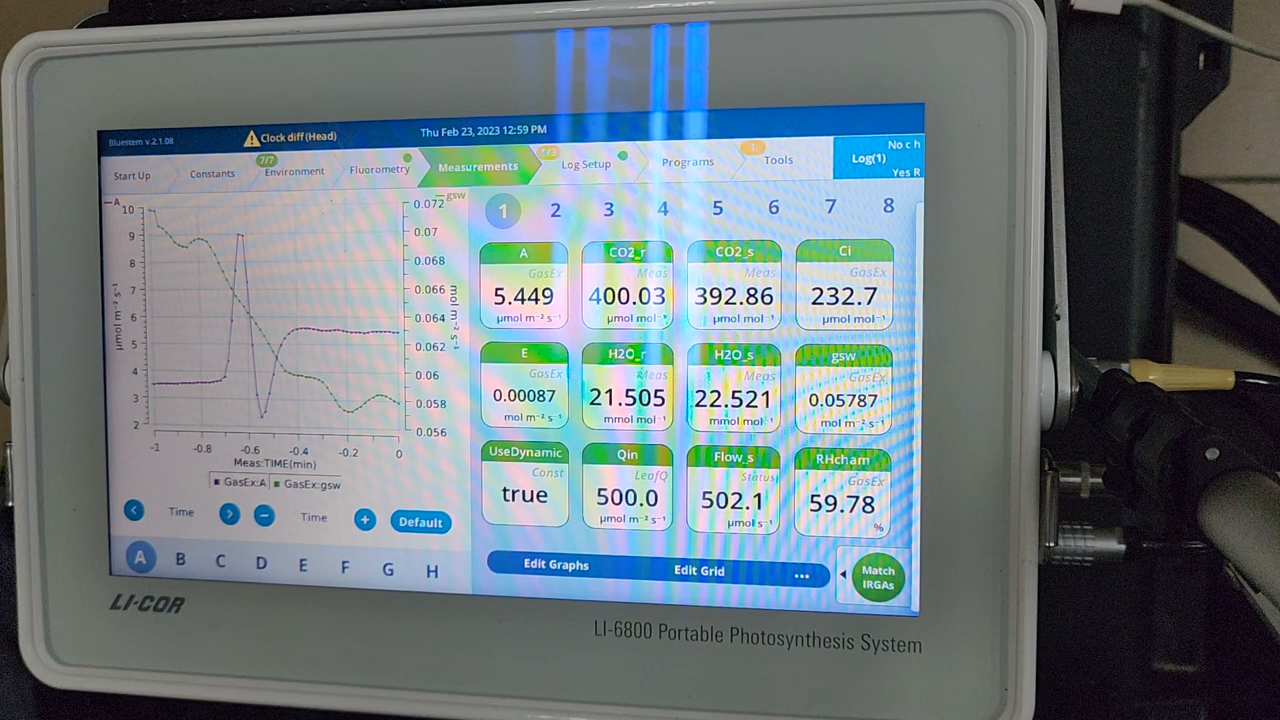 Bluestem v.2.1.08
Clock diff (Head)
Thu Feb 23, 2023 12:59 PM
No c h
Log(1)
Yes R
Start Up
Constants
7/7
Environment
Fluorometry
Measurements
Log Setup
Programs
1
Tools
A
gsw
10
9
8
7
6
5
4
3
2
µmol m⁻² s⁻¹
0.072
0.07
0.068
0.066
0.064
0.062
0.06
0.058
0.056
mol m⁻² s⁻¹
-1 -0.8 -0.6 -0.4 -0.2 0
Meas:TIME(min)
GasEx:A GasEx:gsw
Time Time Default
A B C D E F G H
1 2 3 4 5 6 7 8
A
GasEx
5.449
µmol m⁻² s⁻¹
CO2_r
Meas
400.03
µmol mol⁻¹
CO2_s
Meas
392.86
µmol mol⁻¹
Ci
GasEx
232.7
µmol mol⁻¹
E
GasEx
0.00087
mol m⁻² s⁻¹
H2O_r
Meas
21.505
mmol mol⁻¹
H2O_s
Meas
22.521
mmol mol⁻¹
gsw
GasEx
0.05787
mol m⁻² s⁻¹
UseDynamic
Const
true
Qin
LeafQ
500.0
µmol m⁻² s⁻¹
Flow_s
Status
502.1
µmol s⁻¹
RHcham
GasEx
59.78
%
Edit Graphs
Edit Grid
...
Match
IRGAs
LI-COR
LI-6800 Portable Photosynthesis System